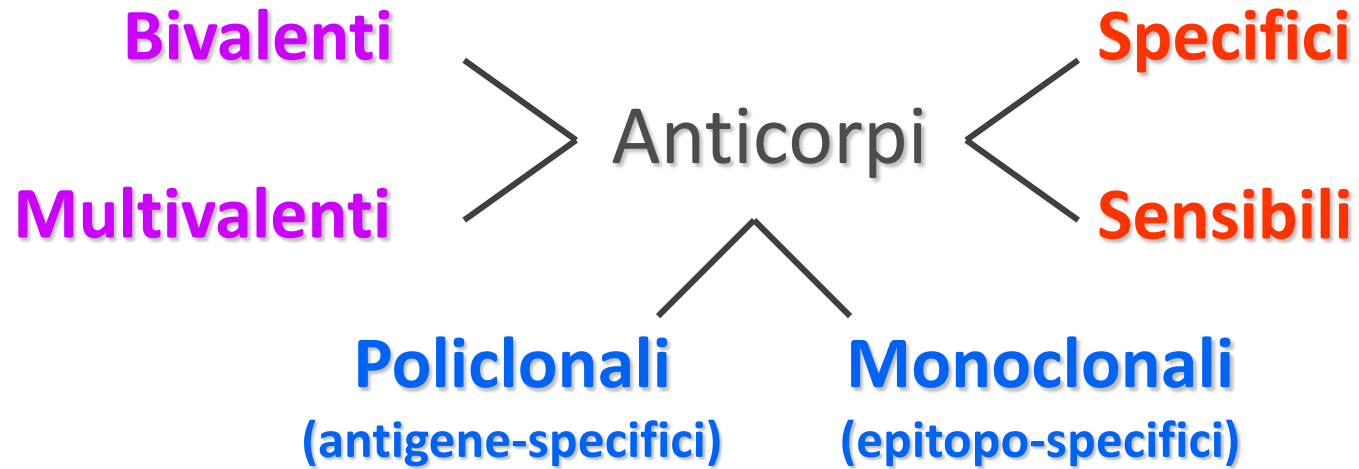 Bivalenti
Specifici
Anticorpi
Multivalenti
Sensibili
Policlonali
Monoclonali
(antigene-specifici)
(epitopo-specifici)